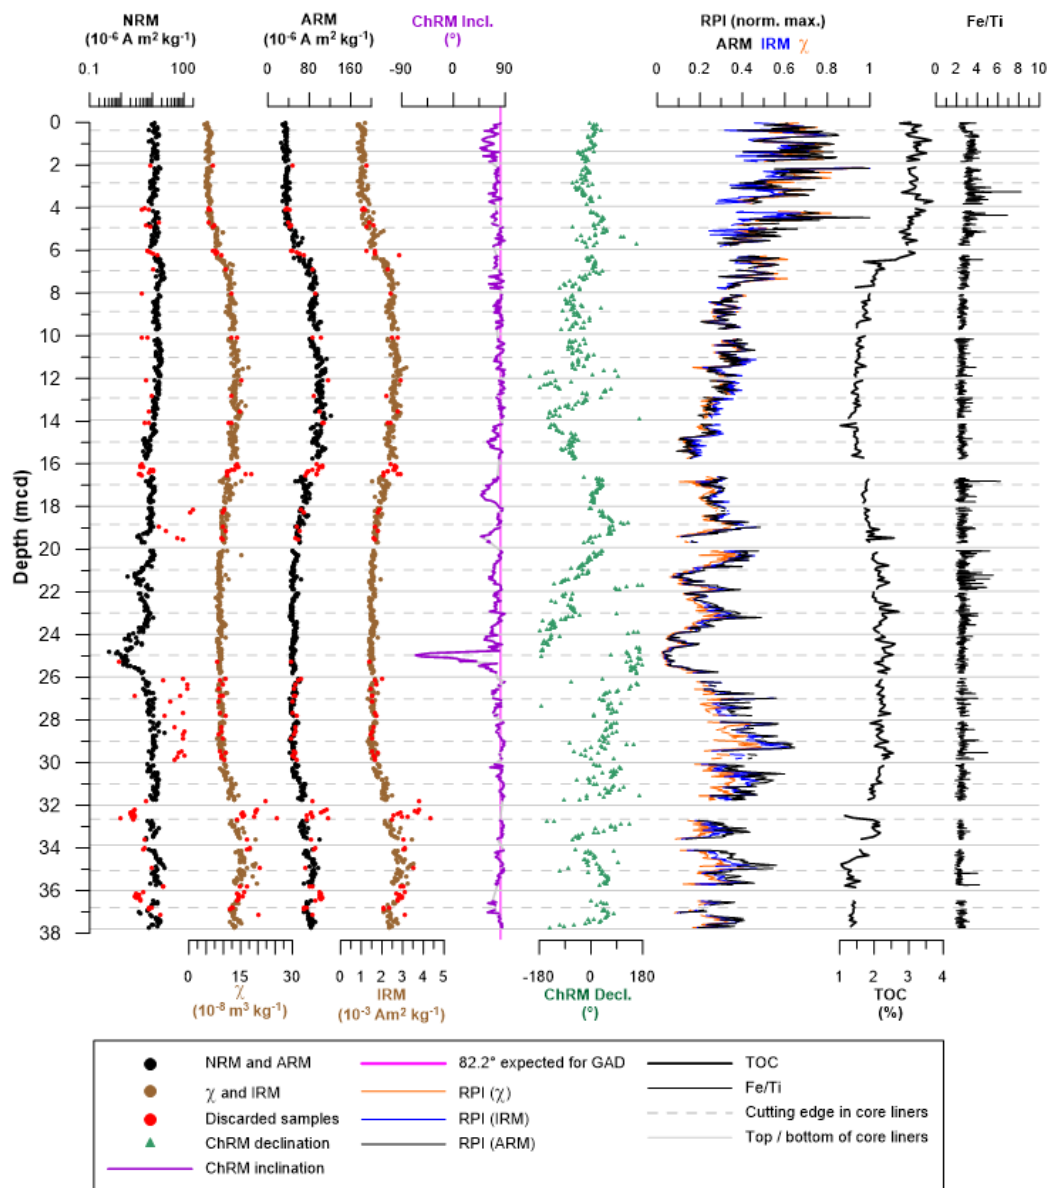 NRM ARM ChRM Incl. RPI (norm. max.) Fe/Ti
(10⁻⁶ A m² kg⁻¹) (10⁻⁶ A m² kg⁻¹) (°) ARM IRM χ
0.1 100 0 80 160 -90 0 90 0 0.2 0.4 0.6 0.8 1 0 2 4 6 8 10
0
2
4
6
8
10
12
14
16
18
20
22
24
26
28
30
32
34
36
38
Depth (mcd)
0 15 30 0 1 2 3 4 5 -180 0 180 1 2 3 4
χ IRM ChRM Decl. TOC
(10⁻⁸ m³ kg⁻¹) (10⁻³ Am² kg⁻¹) (°) (%)
NRM and ARM 82.2° expected for GAD TOC
χ and IRM RPI (χ) Fe/Ti
Discarded samples RPI (IRM) Cutting edge in core liners
ChRM declination RPI (ARM) Top / bottom of core liners
ChRM inclination